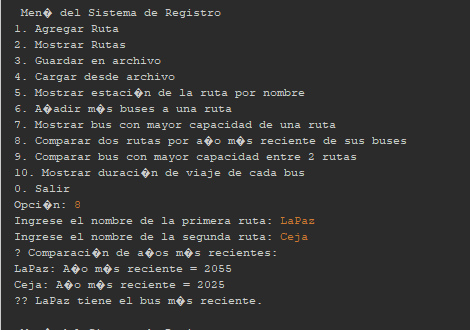 Men� del Sistema de Registro
1. Agregar Ruta
2. Mostrar Rutas
3. Guardar en archivo
4. Cargar desde archivo
5. Mostrar estaci�n de la ruta por nombre
6. A�adir m�s buses a una ruta
7. Mostrar bus con mayor capacidad de una ruta
8. Comparar dos rutas por a�o m�s reciente de sus buses
9. Comparar bus con mayor capacidad entre 2 rutas
10. Mostrar duraci�n de viaje de cada bus
0. Salir
Opci�n: 8
Ingrese el nombre de la primera ruta: LaPaz
Ingrese el nombre de la segunda ruta: Ceja
? Comparaci�n de a�os m�s recientes:
LaPaz: A�o m�s reciente = 2055
Ceja: A�o m�s reciente = 2025
?? LaPaz tiene el bus m�s reciente.